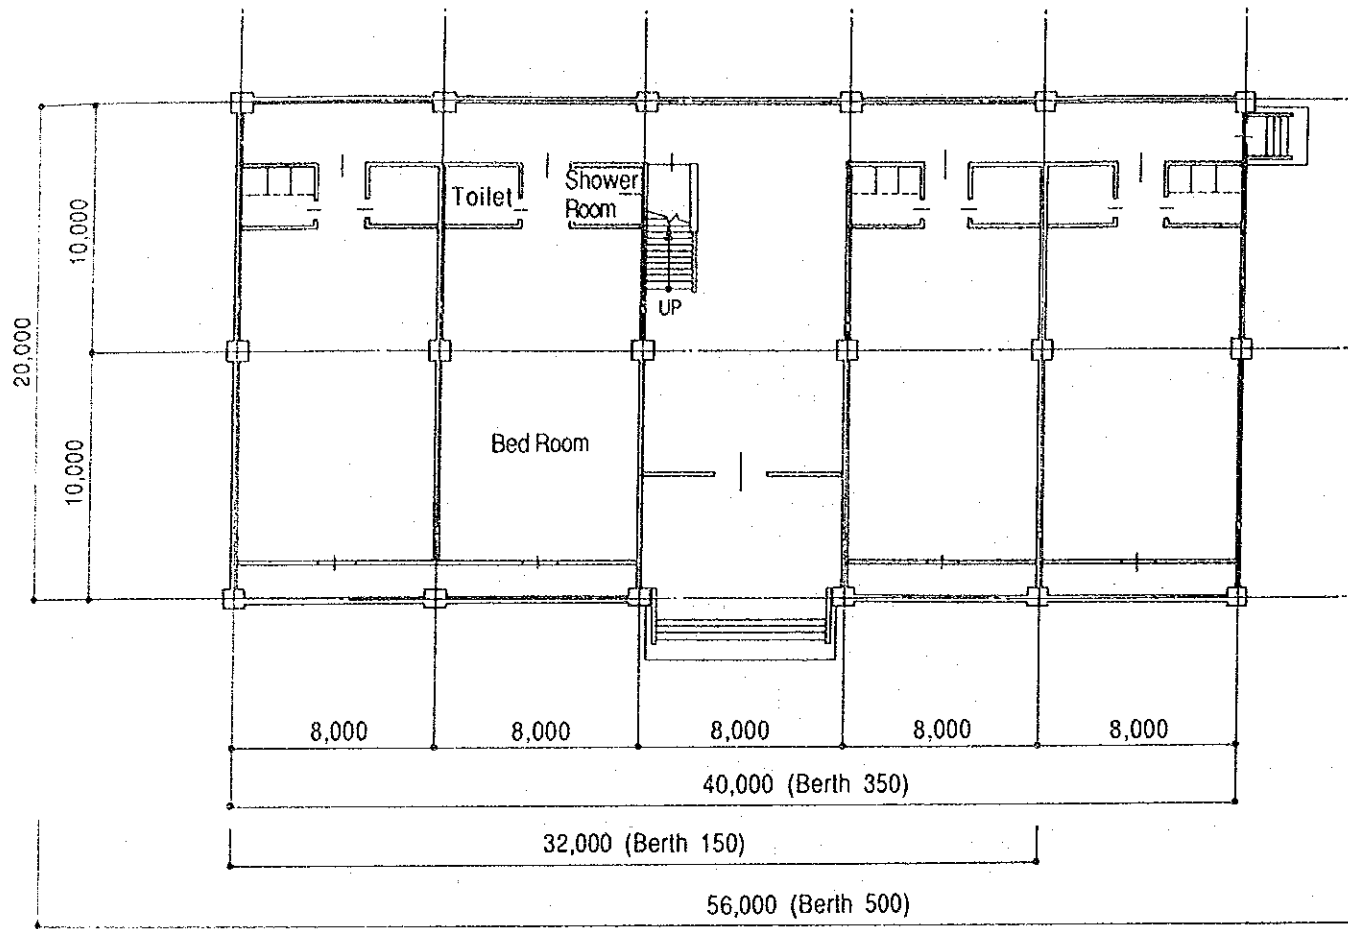 Toilet
Shower
Room
UP
10,000
20,000
Bed Room
10,000
8,000 8,000 8,000 8,000 8,000
40,000 (Berth 350)
32,000 (Berth 150)
56,000 (Berth 500)